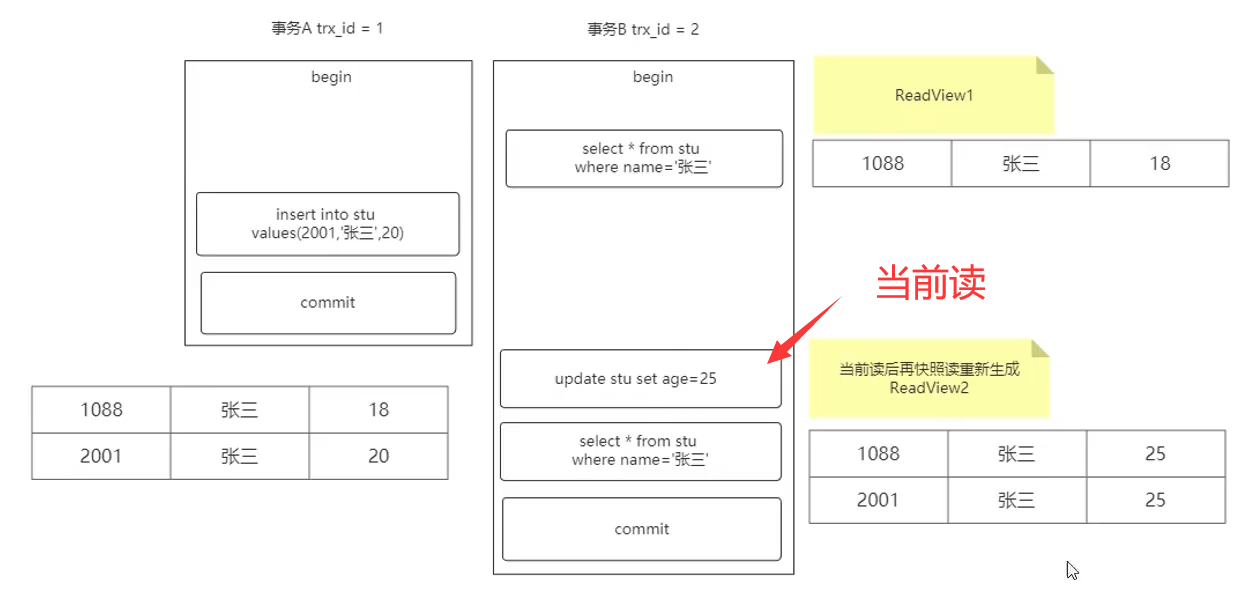 事务A trx_id = 1
事务B trx_id = 2
begin
begin
ReadView1
select * from stu
where name='张三'
1088 张三 18
insert into stu
values(2001,'张三',20)
commit
当前读
update stu set age=25
当前读后再快照读重新生成
ReadView2
1088 张三 18
2001 张三 20
select * from stu
where name='张三'
1088 张三 25
2001 张三 25
commit